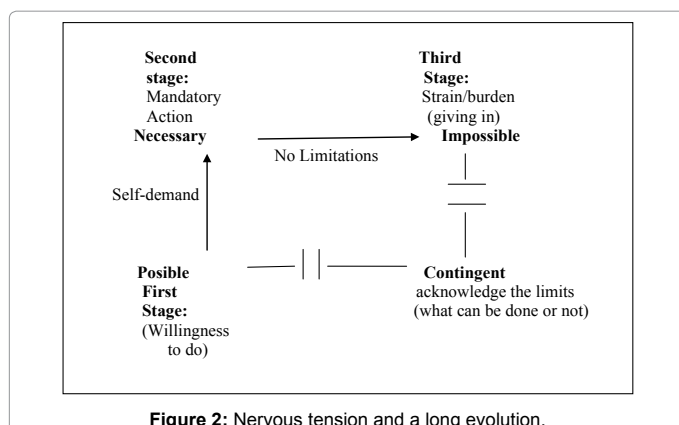 Second
stage:
Mandatory
Action
Necessary
Third
Stage:
Strain/burden
(giving in)
Impossible
No Limitations
Self-demand
Posible
First
Stage:
(Willingness
to do)
Contingent
acknowledge the limits
(what can be done or not)
Figure 2: Nervous tension and a long evolution.